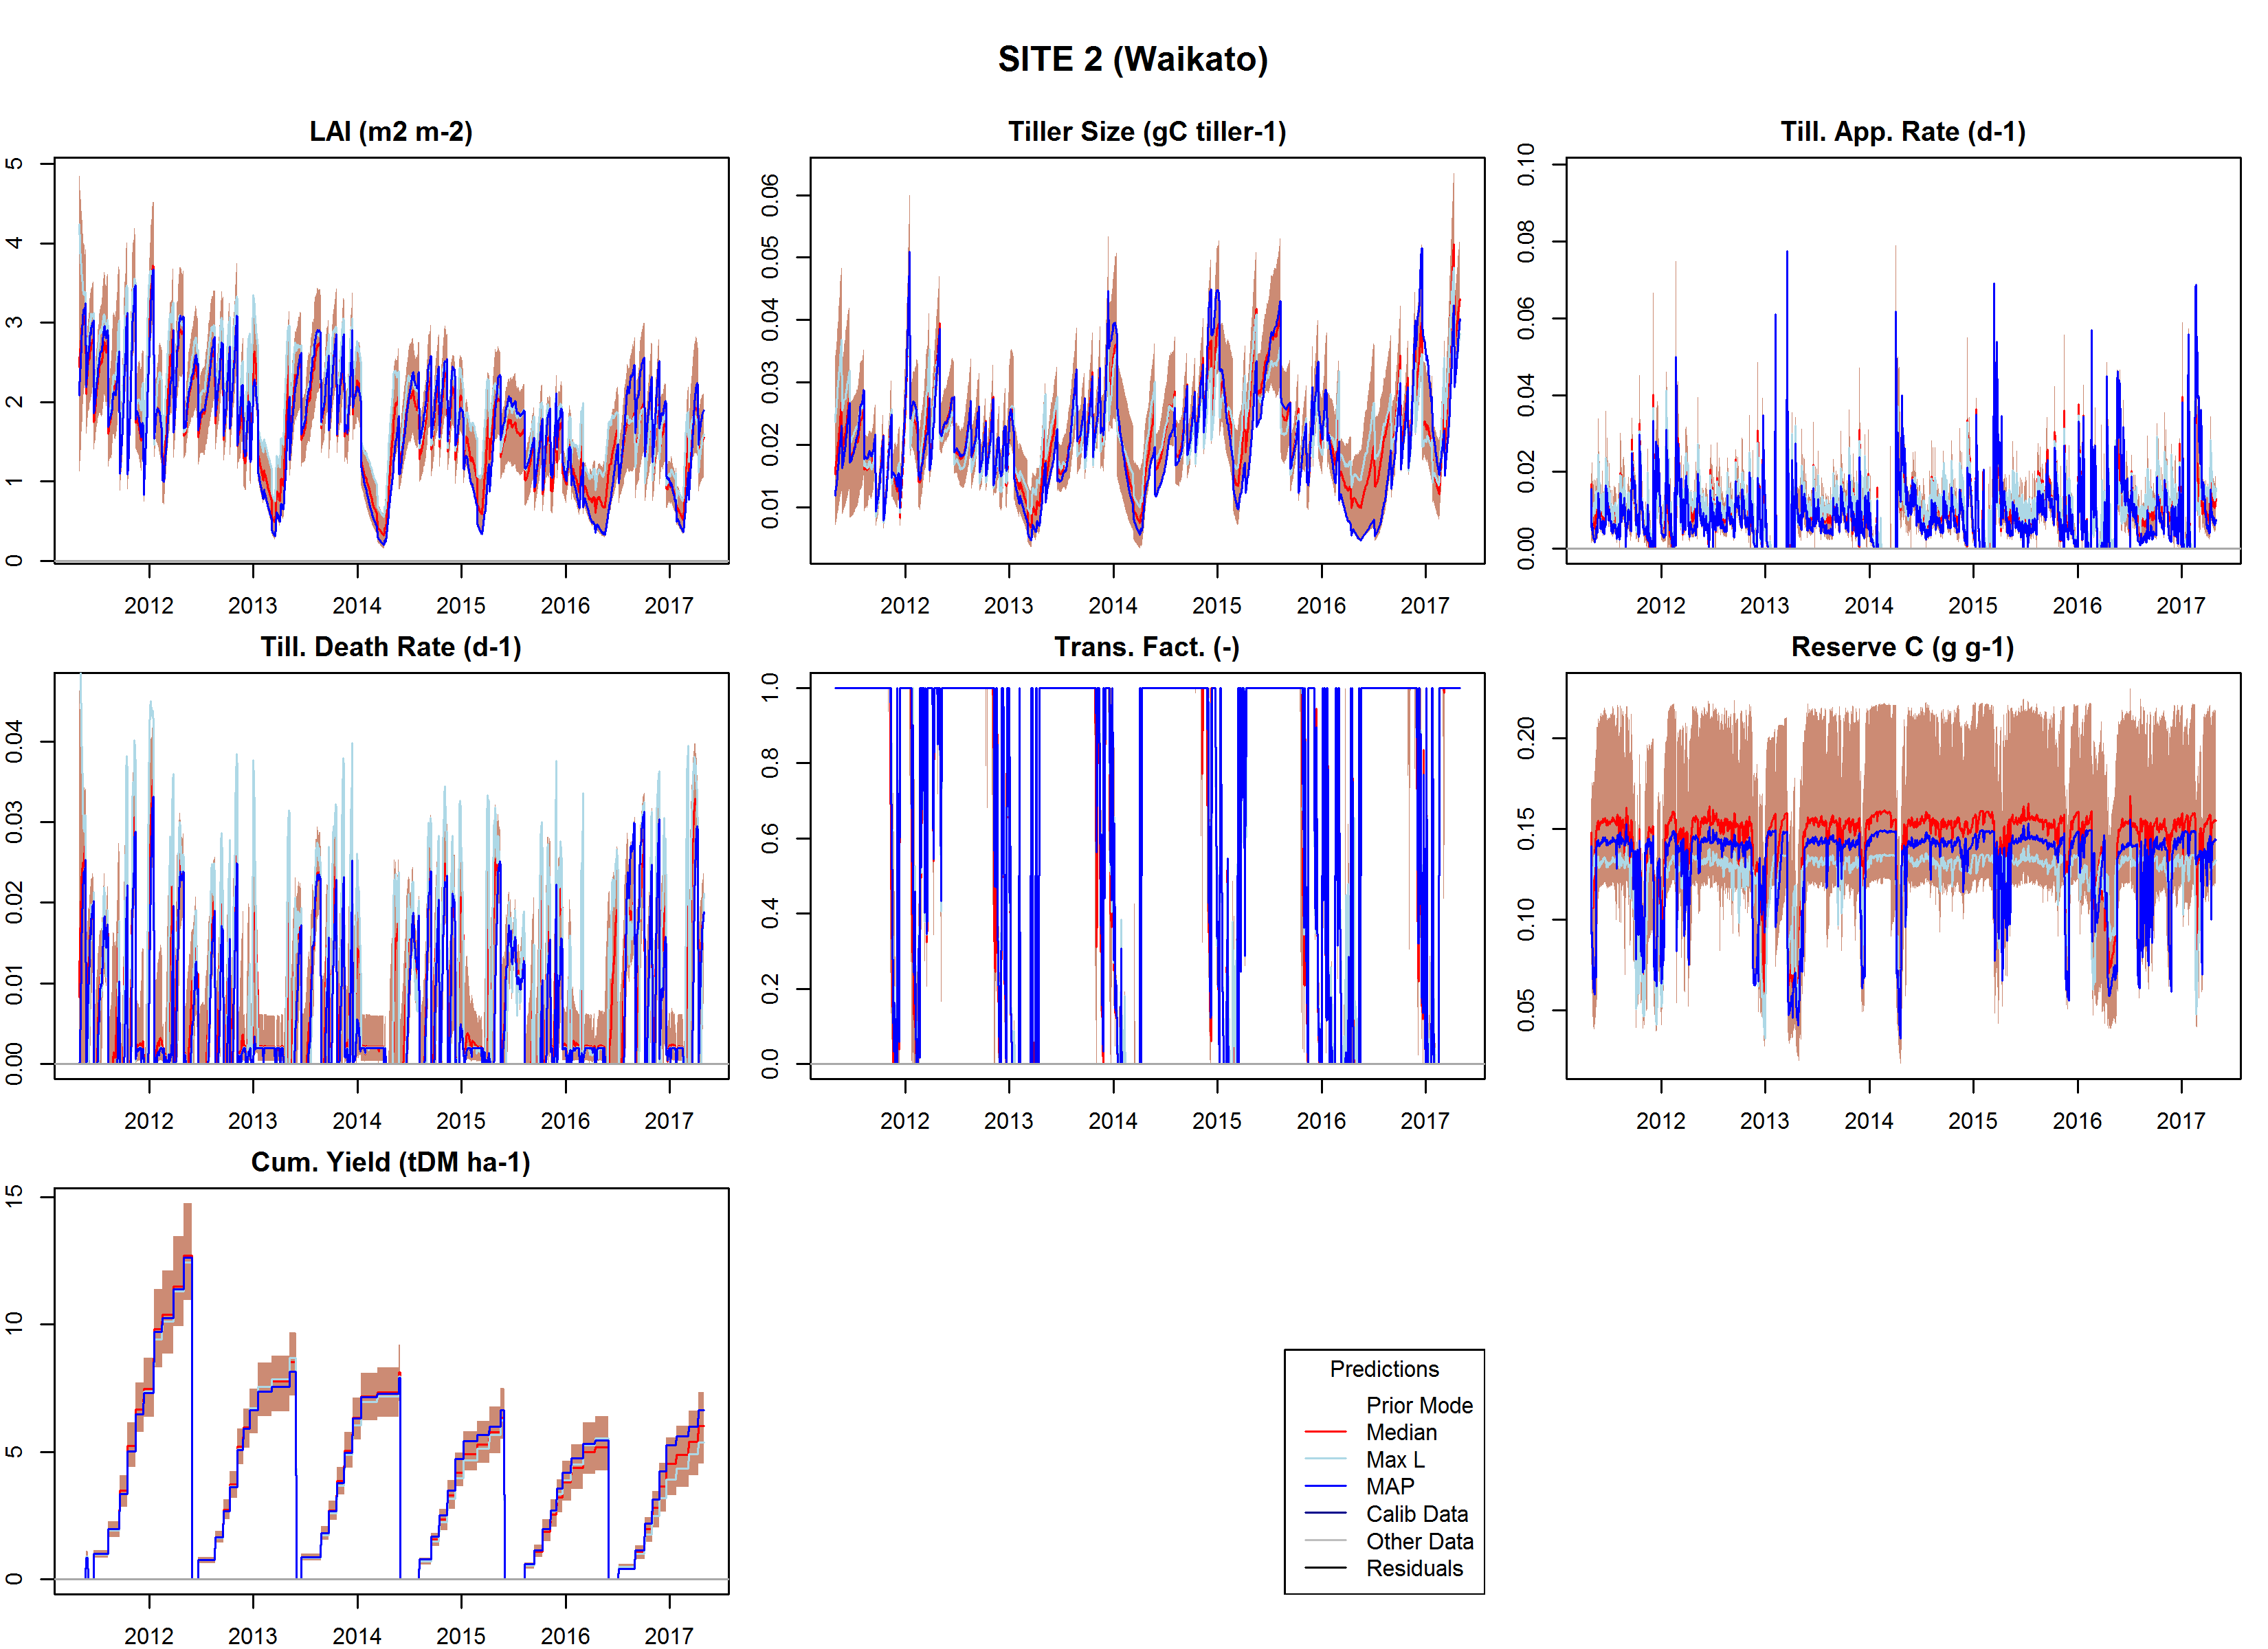 SITE 2 (Waikato)
LAI (m2 m-2)
5
4
3
2
1
0
2012 2013 2014 2015 2016 2017
Tiller Size (gC tiller-1)
0.06
0.05
0.04
0.03
0.02
0.01
2012 2013 2014 2015 2016 2017
Till. App. Rate (d-1)
0.10
0.08
0.06
0.04
0.02
0.00
2012 2013 2014 2015 2016 2017
Till. Death Rate (d-1)
0.04
0.03
0.02
0.01
0.00
2012 2013 2014 2015 2016 2017
Trans. Fact. (-)
1.0
0.8
0.6
0.4
0.2
0.0
2012 2013 2014 2015 2016 2017
Reserve C (g g-1)
0.20
0.15
0.10
0.05
2012 2013 2014 2015 2016 2017
Cum. Yield (tDM ha-1)
15
10
5
0
2012 2013 2014 2015 2016 2017
Predictions
Prior Mode
Median
Max L
MAP
Calib Data
Other Data
Residuals